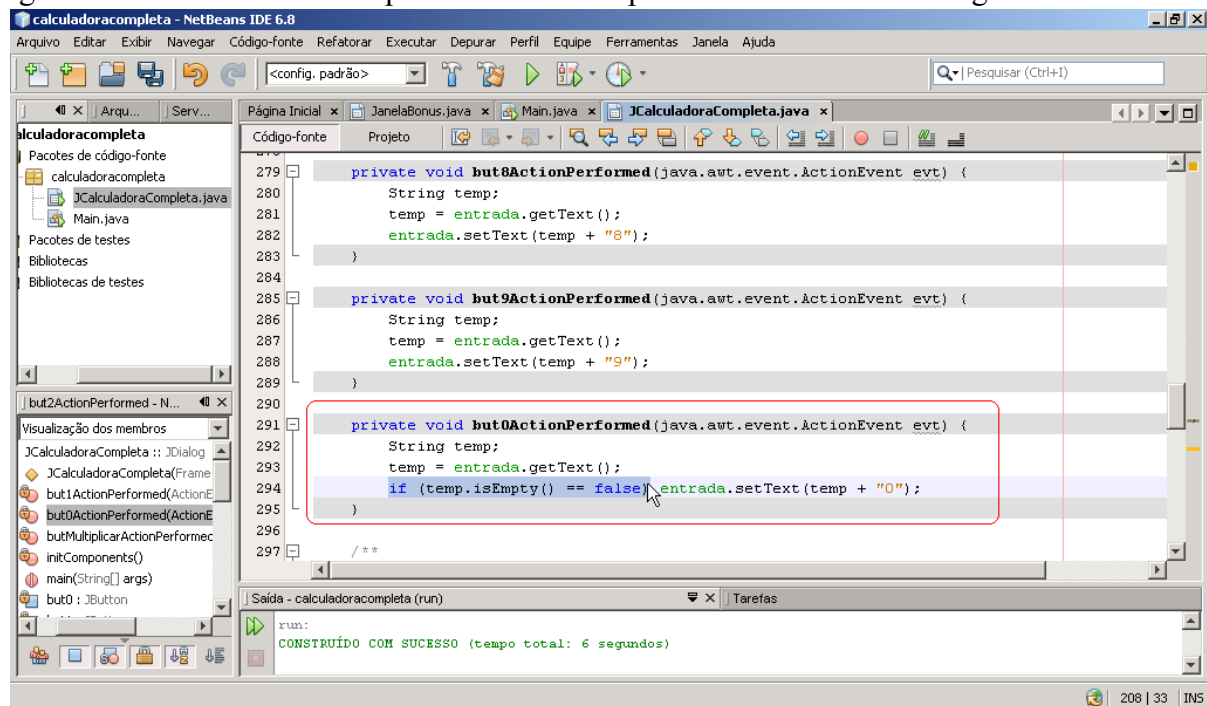 calculadoracompleta - NetBeans IDE 6.8
Arquivo Editar Exibir Navegar Código-fonte Refatorar Executar Depurar Perfil Equipe Ferramentas Janela Ajuda
<config. padrão>
Pesquisar (Ctrl+I)
Arqu... Serv...
Página Inicial JanelaBonus.java Main.java JCalculadoraCompleta.java
Código-fonte Projeto
alculadoracompleta
Pacotes de código-fonte
calculadoracompleta
JCalculadoraCompleta.java
Main.java
Pacotes de testes
Bibliotecas
Bibliotecas de testes
279 private void but8ActionPerformed(java.awt.event.ActionEvent evt) {
280 String temp;
281 temp = entrada.getText();
282 entrada.setText(temp + "8");
283 }
284
285 private void but9ActionPerformed(java.awt.event.ActionEvent evt) {
286 String temp;
287 temp = entrada.getText();
288 entrada.setText(temp + "9");
289 }
290
291 private void but0ActionPerformed(java.awt.event.ActionEvent evt) {
292 String temp;
293 temp = entrada.getText();
294 if (temp.isEmpty() == false) entrada.setText(temp + "0");
295 }
296
297 /**
but2ActionPerformed - N...
Visualização dos membros
JCalculadoraCompleta :: JDialog
JCalculadoraCompleta(Frame
but1ActionPerformed(ActionE
but0ActionPerformed(ActionE
butMultiplicarActionPerformec
initComponents()
main(String[] args)
but0 : JButton
Saída - calculadoracompleta (run) Tarefas
run:
CONSTRUÍDO COM SUCESSO (tempo total: 6 segundos)
208 | 33 INS